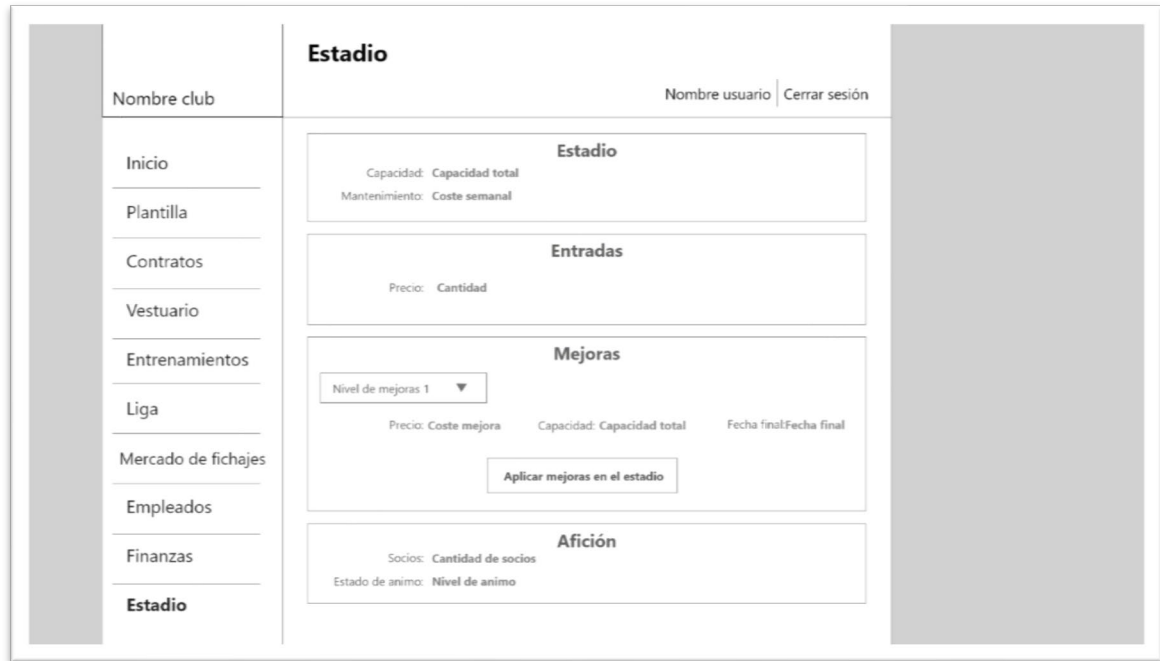 Estadio
Nombre club
Nombre usuario Cerrar sesión
Inicio
Plantilla
Contratos
Vestuario
Entrenamientos
Liga
Mercado de fichajes
Empleados
Finanzas
Estadio
Estadio
Capacidad: Capacidad total
Mantenimiento: Coste semanal
Entradas
Precio: Cantidad
Mejoras
Nivel de mejoras 1 ▼
Precio: Coste mejora Capacidad: Capacidad total Fecha final:Fecha final
Aplicar mejoras en el estadio
Afición
Socios: Cantidad de socios
Estado de animo: Nivel de animo